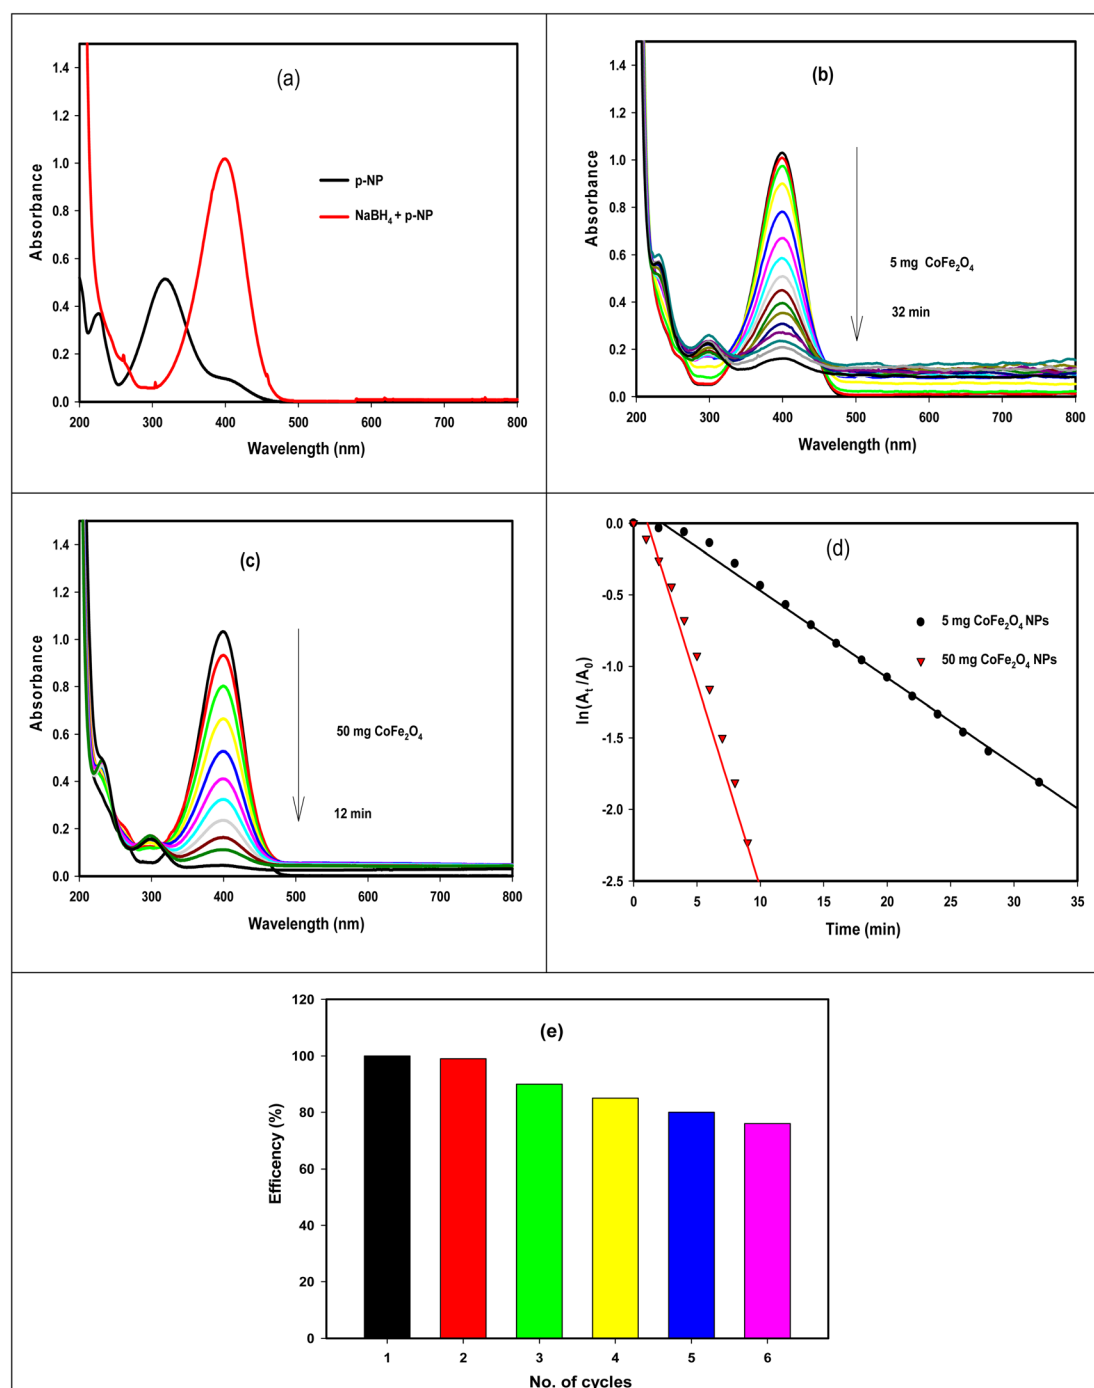 (a)
1.4
1.2
1.0
0.8
0.6
0.4
0.2
0.0
Absorbance
p-NP
NaBH4 + p-NP
200 300 400 500 600 700 800
Wavelength (nm)
(b)
1.4
1.2
1.0
0.8
0.6
0.4
0.2
0.0
Absorbance
5 mg CoFe2O4
32 min
200 300 400 500 600 700 800
Wavelength (nm)
(c)
1.4
1.2
1.0
0.8
0.6
0.4
0.2
0.0
Absorbance
50 mg CoFe2O4
12 min
200 300 400 500 600 700 800
Wavelength (nm)
(d)
0.0
-0.5
-1.0
-1.5
-2.0
-2.5
ln(At /A0)
5 mg CoFe2O4 NPs
50 mg CoFe2O4 NPs
0 5 10 15 20 25 30 35
Time (min)
(e)
120
100
80
60
40
20
0
Efficency (%)
1 2 3 4 5 6
No. of cycles